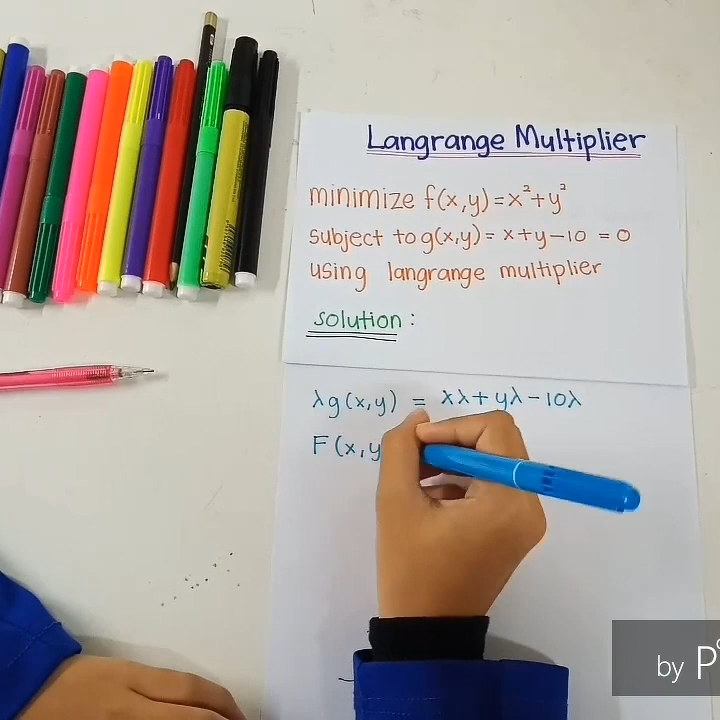 Langrange Multiplier
minimize f(x,y)=x²+y²
subject to g(x,y)= x+y−10 = 0
using langrange multiplier
solution :
λg(x,y) = xλ+yλ−10λ
F(x,y
by P